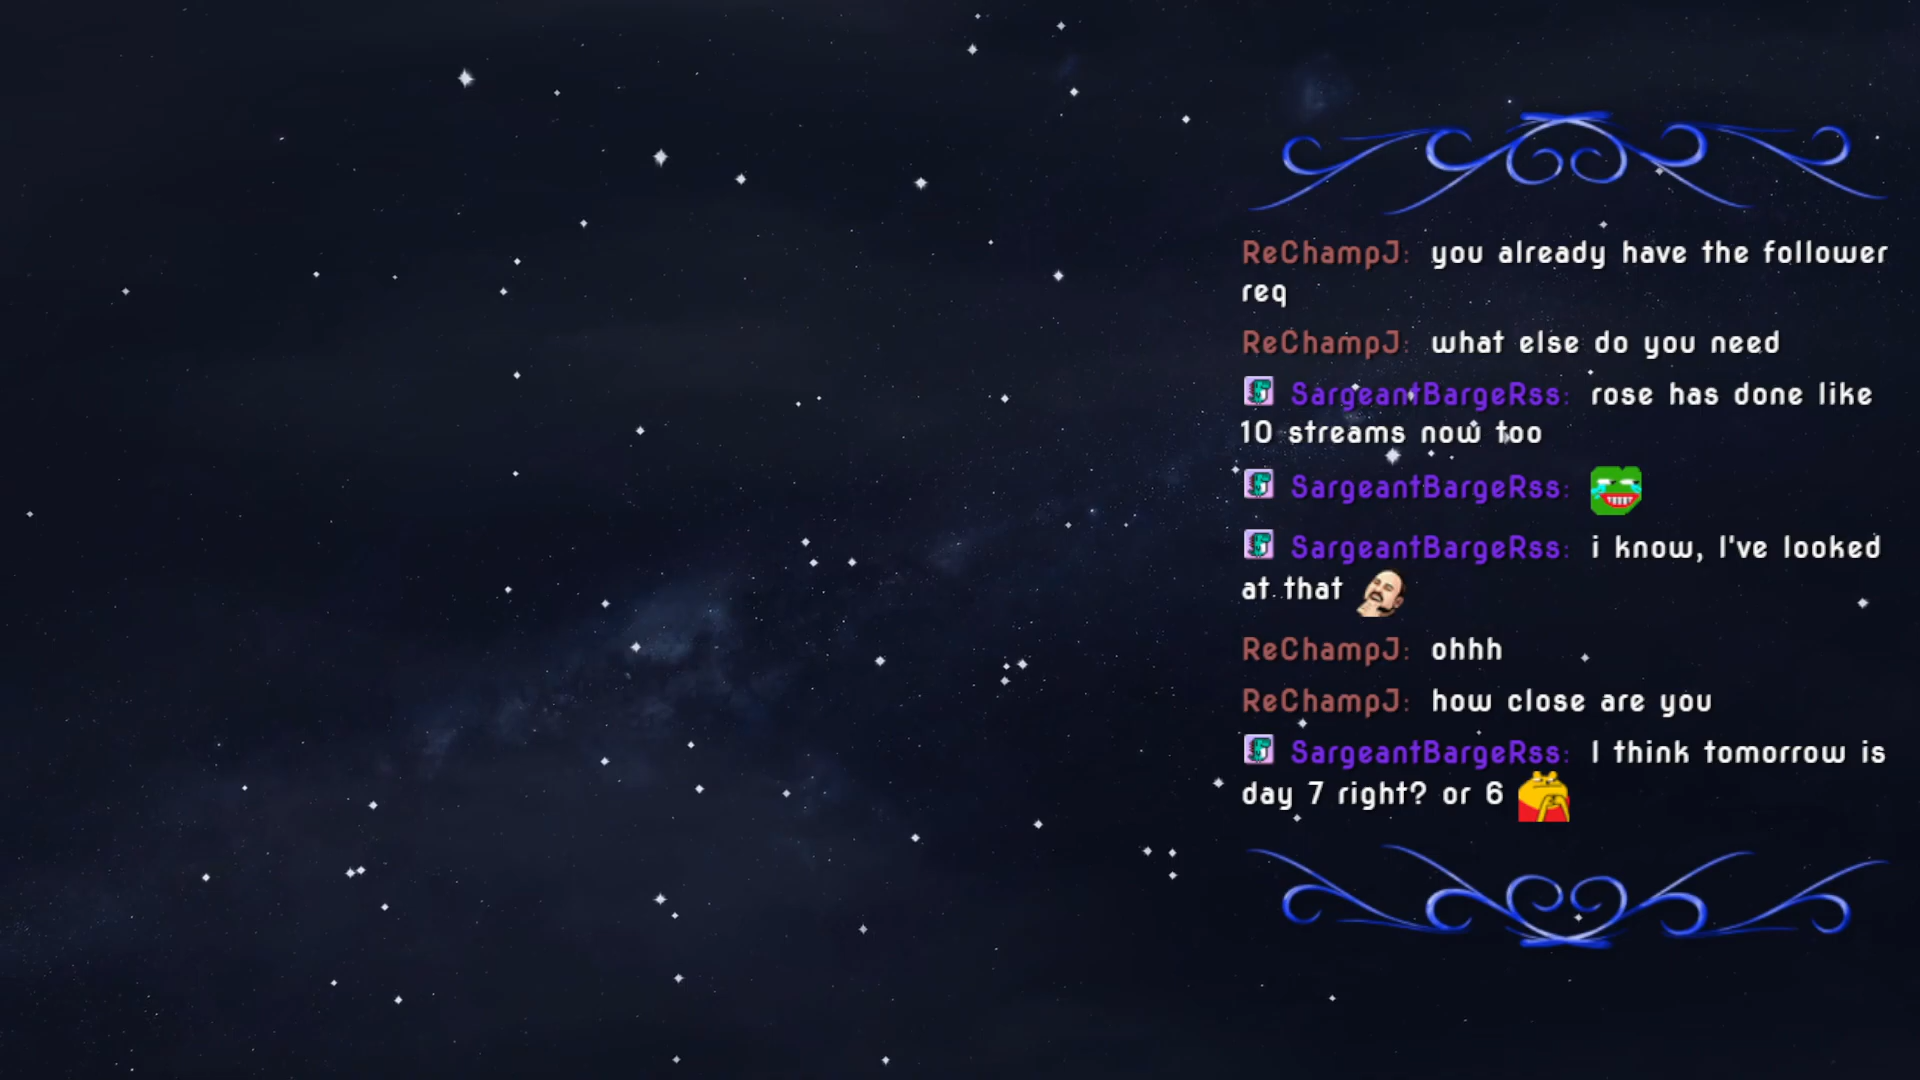 ReChampJ: you already have the follower
req
ReChampJ: what else do you need
SargeantBargeRss: rose has done like
10 streams now too
SargeantBargeRss:
SargeantBargeRss: i know, I've looked
at that
ReChampJ: ohhh
ReChampJ: how close are you
SargeantBargeRss: I think tomorrow is
day 7 right? or 6